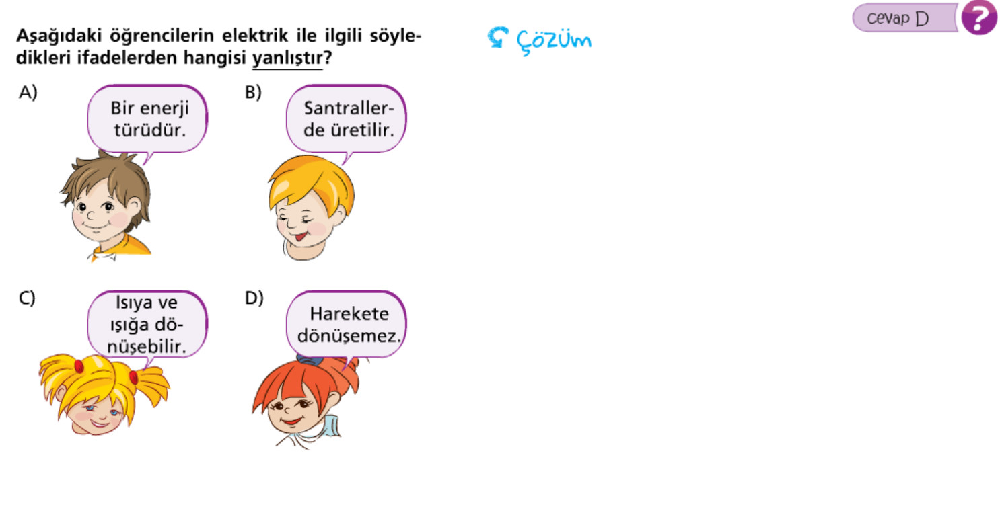 Aşağıdaki öğrencilerin elektrik ile ilgili söyle-
dikleri ifadelerden hangisi yanlıştır?
A)
Bir enerji
türüdür.
B)
Santraller-
de üretilir.
C)
Isıya ve
ışığa dö-
nüşebilir.
D)
Harekete
dönüşemez.
Çözüm
cevap D
?